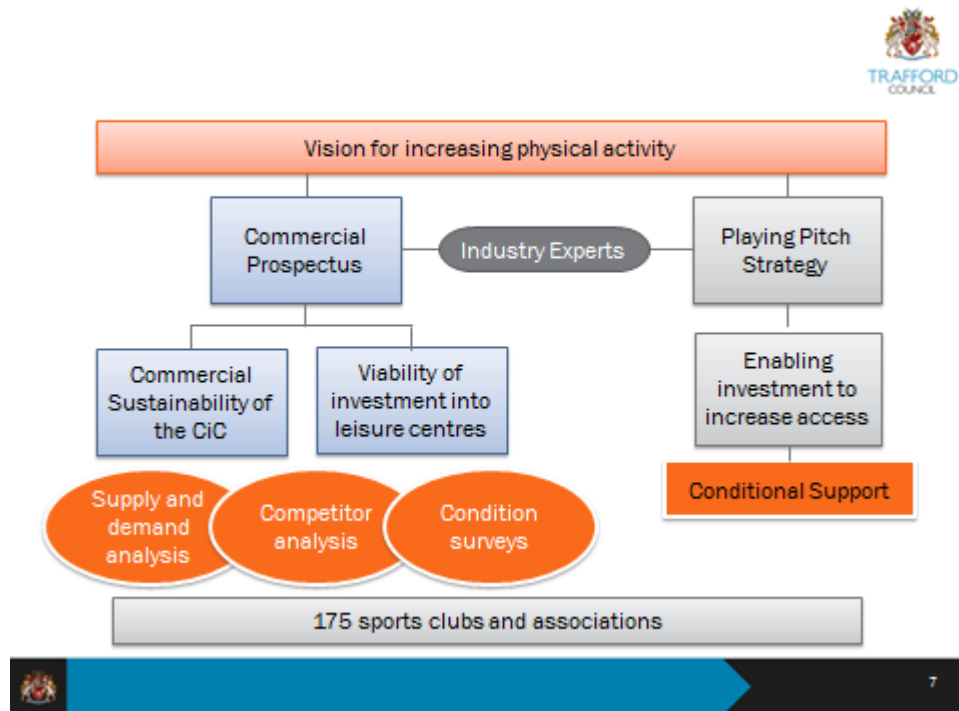 TRAFFORD
COUNCIL
Vision for increasing physical activity
Commercial
Prospectus
Industry Experts
Playing Pitch
Strategy
Commercial
Sustainability of
the CiC
Viability of
investment into
leisure centres
Enabling
investment to
increase access
Supply and
demand
analysis
Competitor
analysis
Condition
surveys
Conditional Support
175 sports clubs and associations
7